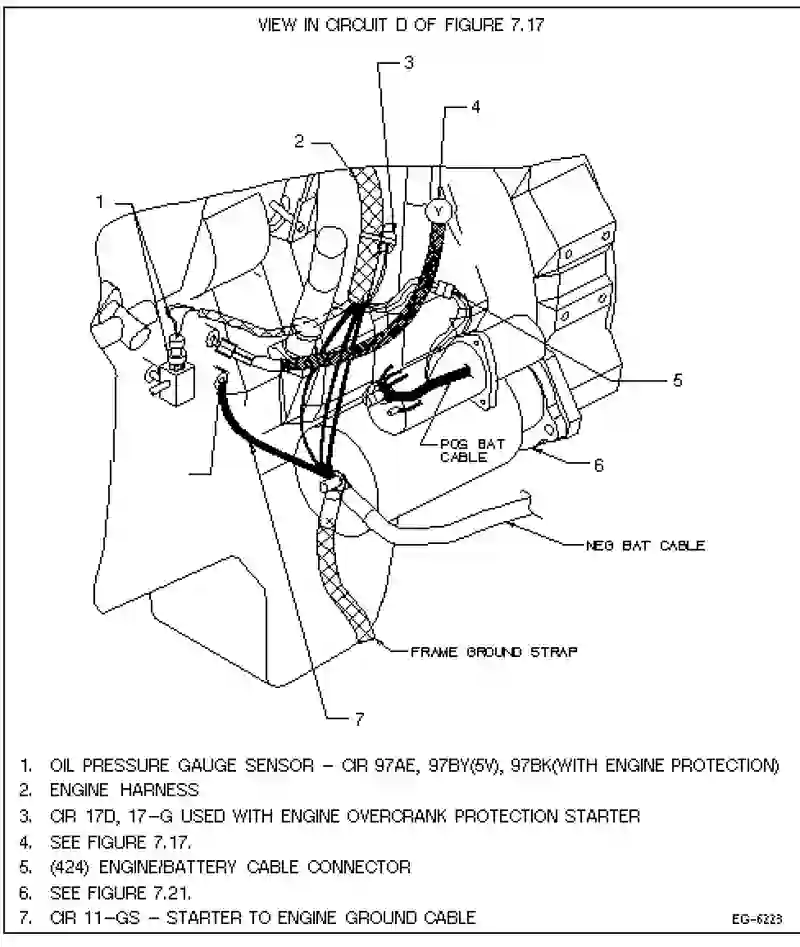 VIEW IN CIRCUIT D OF FIGURE 7.17
3
4
2
1
Y
5
POS BAT
CABLE
6
NEG BAT CABLE
FRAME GROUND STRAP
7
1. OIL PRESSURE GAUGE SENSOR – CIR 97AE, 97BY(5V), 97BK(WITH ENGINE PROTECTION)
2. ENGINE HARNESS
3. CIR 17D, 17–G USED WITH ENGINE OVERCRANK PROTECTION STARTER
4. SEE FIGURE 7.17.
5. (424) ENGINE/BATTERY CABLE CONNECTOR
6. SEE FIGURE 7.21.
7. CIR 11–GS – STARTER TO ENGINE GROUND CABLE
EG–6223